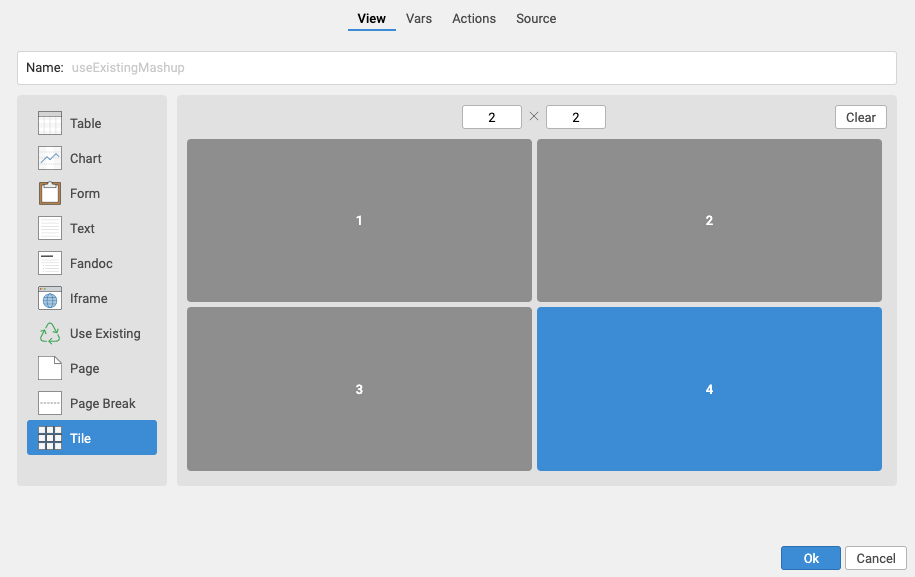 View Vars Actions Source
Name: useExistingMashup
Table
Chart
Form
Text
Fandoc
Iframe
Use Existing
Page
Page Break
Tile
2 × 2 Clear
1 2
3 4
Ok Cancel